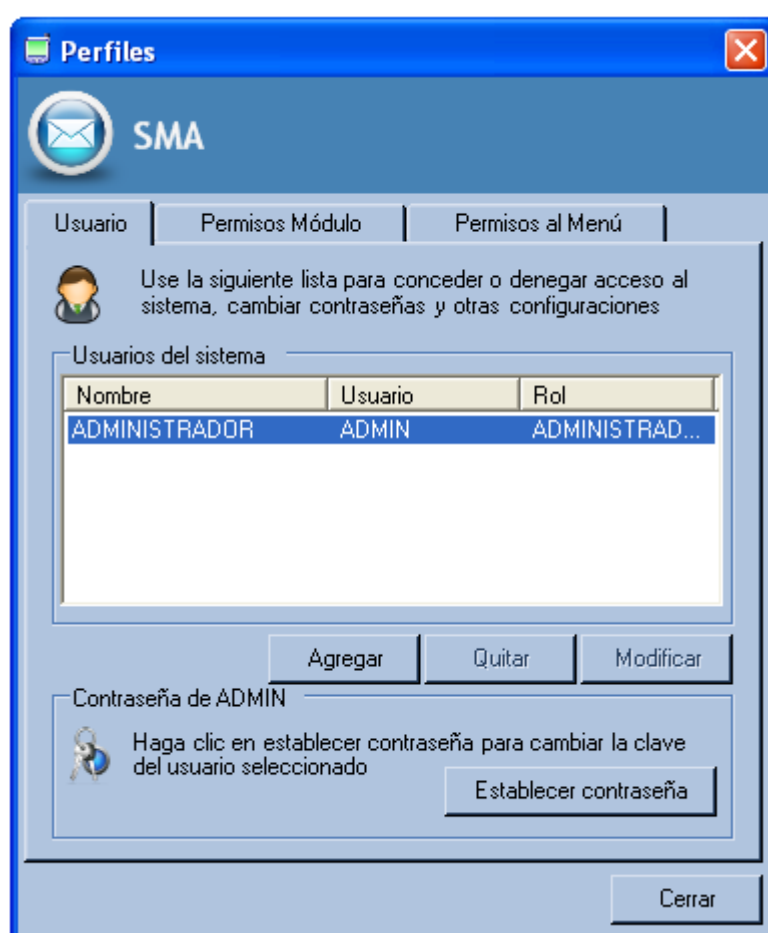 Perfiles
SMA
Usuario Permisos Módulo Permisos al Menú
Use la siguiente lista para conceder o denegar acceso al
sistema, cambiar contraseñas y otras configuraciones
Usuarios del sistema
Nombre Usuario Rol
ADMINISTRADOR ADMIN ADMINISTRAD...
Agregar Quitar Modificar
Contraseña de ADMIN
Haga clic en establecer contraseña para cambiar la clave
del usuario seleccionado
Establecer contraseña
Cerrar